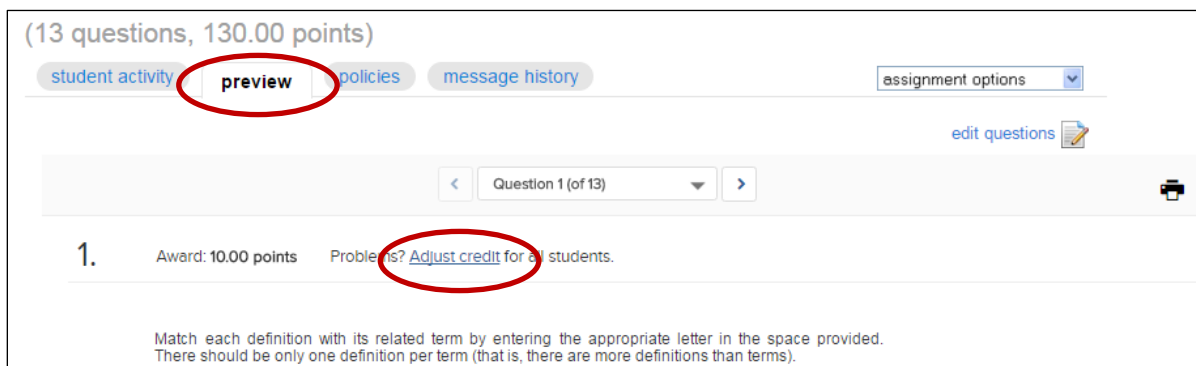 (13 questions, 130.00 points)
student activity preview policies message history assignment options
edit questions
Question 1 (of 13)
1. Award: 10.00 points Problems? Adjust credit for all students.
Match each definition with its related term by entering the appropriate letter in the space provided.
There should be only one definition per term (that is, there are more definitions than terms).